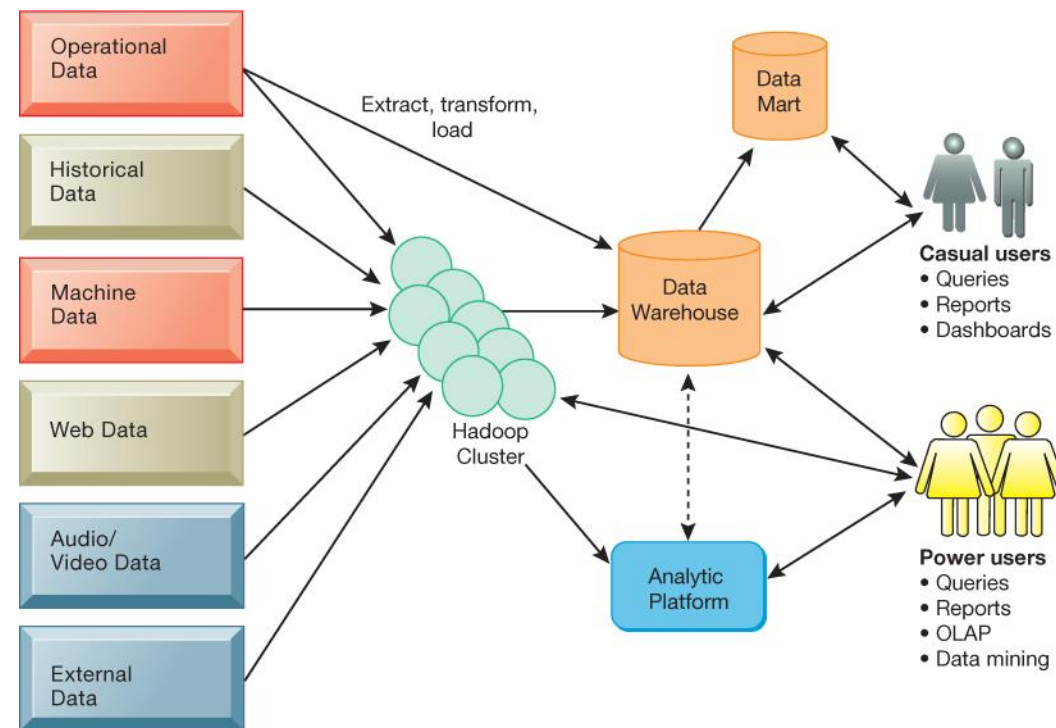 Operational
Data
Historical
Data
Machine
Data
Web Data
Audio/
Video Data
External
Data
Extract, transform,
load
Hadoop
Cluster
Data
Mart
Data
Warehouse
Analytic
Platform
Casual users
• Queries
• Reports
• Dashboards
Power users
• Queries
• Reports
• OLAP
• Data mining